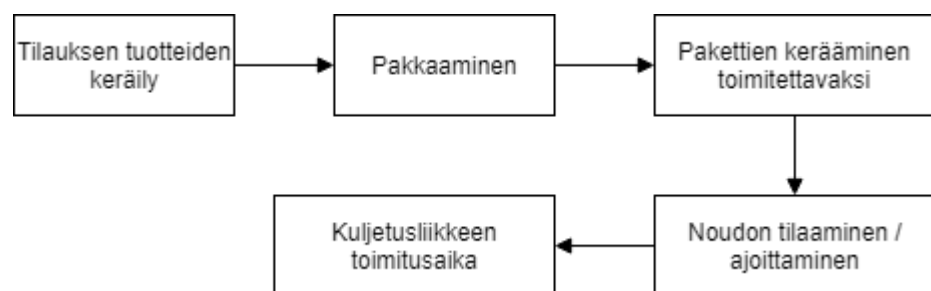 Tilauksen tuotteiden
keräily
Pakkaaminen
Pakettien kerääminen
toimitettavaksi
Noudon tilaaminen /
ajoittaminen
Kuljetusliikkeen
toimitusaika